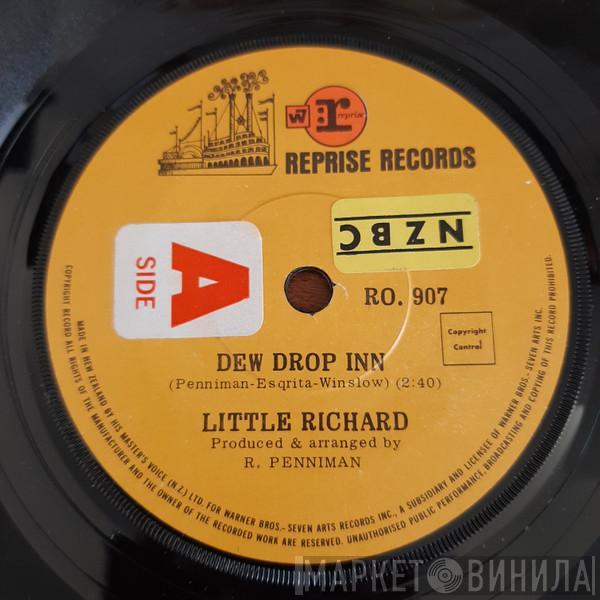 W7
r
reprise
REPRISE RECORDS
A
SIDE
NZBC
RO. 907
Copyright
Control
DEW DROP INN
(Penniman-Esqrita-Winslow) (2:40)
LITTLE RICHARD
Produced & arranged by
R. PENNIMAN
COPYRIGHT RECORD ALL RIGHTS OF THE MANUFACTURER AND THE OWNER OF THE RECORDED WORK ARE RESERVED. UNAUTHORISED PUBLIC PERFORMANCE, BROADCASTING AND COPYING OF THIS RECORD PROHIBITED.
MADE IN NEW ZEALAND BY HIS MASTER'S VOICE (N.Z.) LTD. FOR WARNER BROS.- SEVEN ARTS RECORDS INC., A SUBSIDIARY AND LICENSEE OF WARNER BROS.- SEVEN ARTS INC.
МАРКЕТ ВИНИЛА